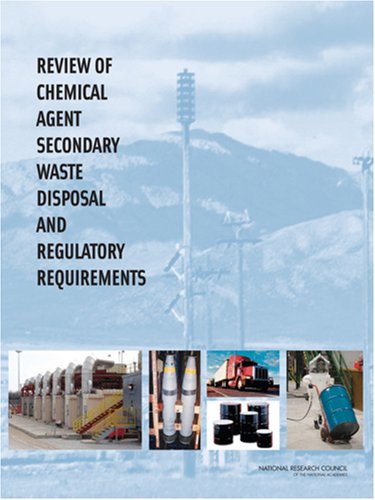 REVIEW OF
CHEMICAL
AGENT
SECONDARY
WASTE
DISPOSAL
AND
REGULATORY
REQUIREMENTS
NATIONAL RESEARCH COUNCIL
OF THE NATIONAL ACADEMIES